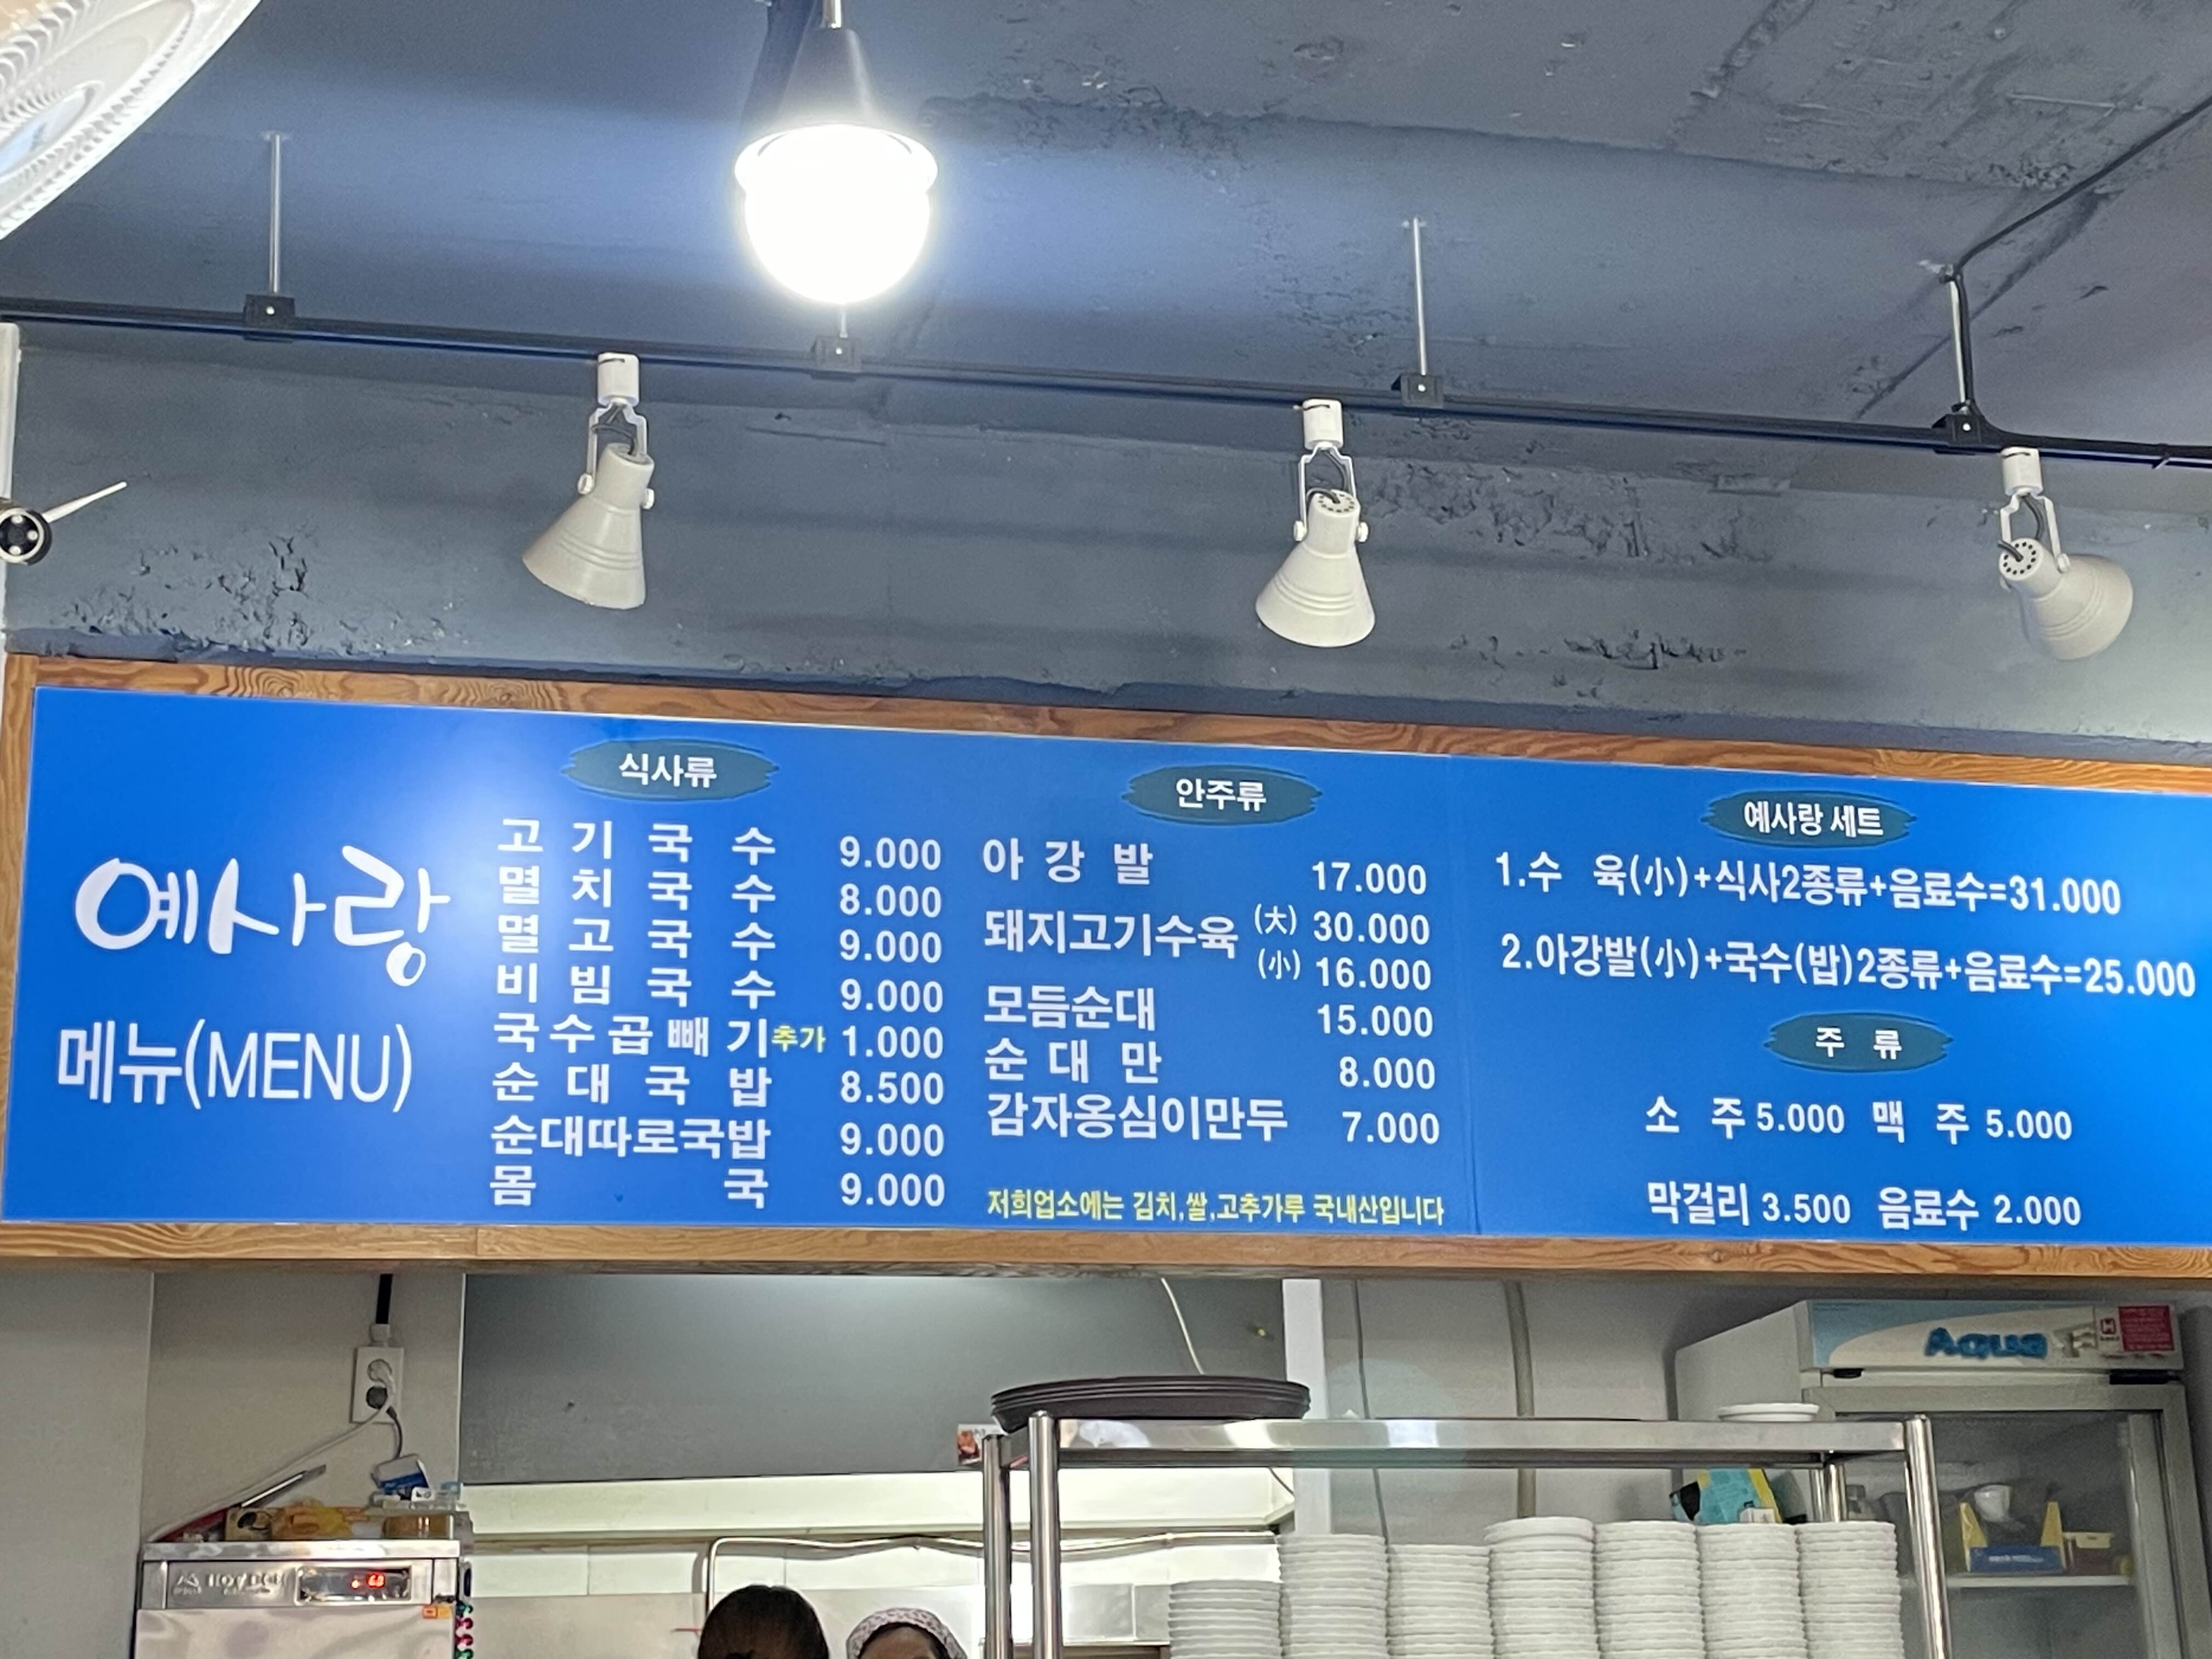 예사랑
메뉴(MENU)
식사류
고기국수 9.000
멸치국수 8.000
멸고국수 9.000
비빔국수 9.000
국수곱빼기추가 1.000
순대국밥 8.500
순대따로국밥 9.000
몸국 9.000
안주류
아강발 17.000
돼지고기수육 (大) 30.000
(小) 16.000
모듬순대 15.000
순대만 8.000
감자옹심이만두 7.000
저희업소에는 김치,쌀,고추가루 국내산입니다
예사랑 세트
1.수 육(小)+식사2종류+음료수=31.000
2.아강발(小)+국수(밥)2종류+음료수=25.000
주 류
소 주 5.000 맥 주 5.000
막걸리 3.500 음료수 2.000
Aqua